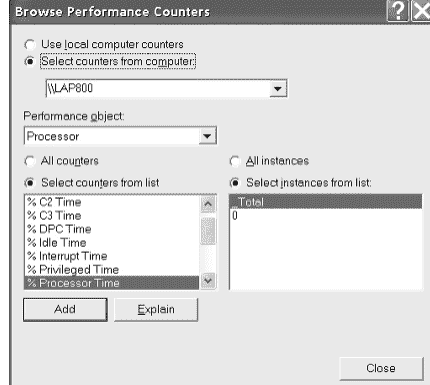 Browse Performance Counters
Use local computer counters
Select counters from computer:
\\LAP800
Performance object:
Processor
All counters
All instances
Select counters from list
Select instances from list:
% C2 Time
% C3 Time
% DPC Time
% Idle Time
% Interrupt Time
% Privileged Time
% Processor Time
_Total
0
Add
Explain
Close